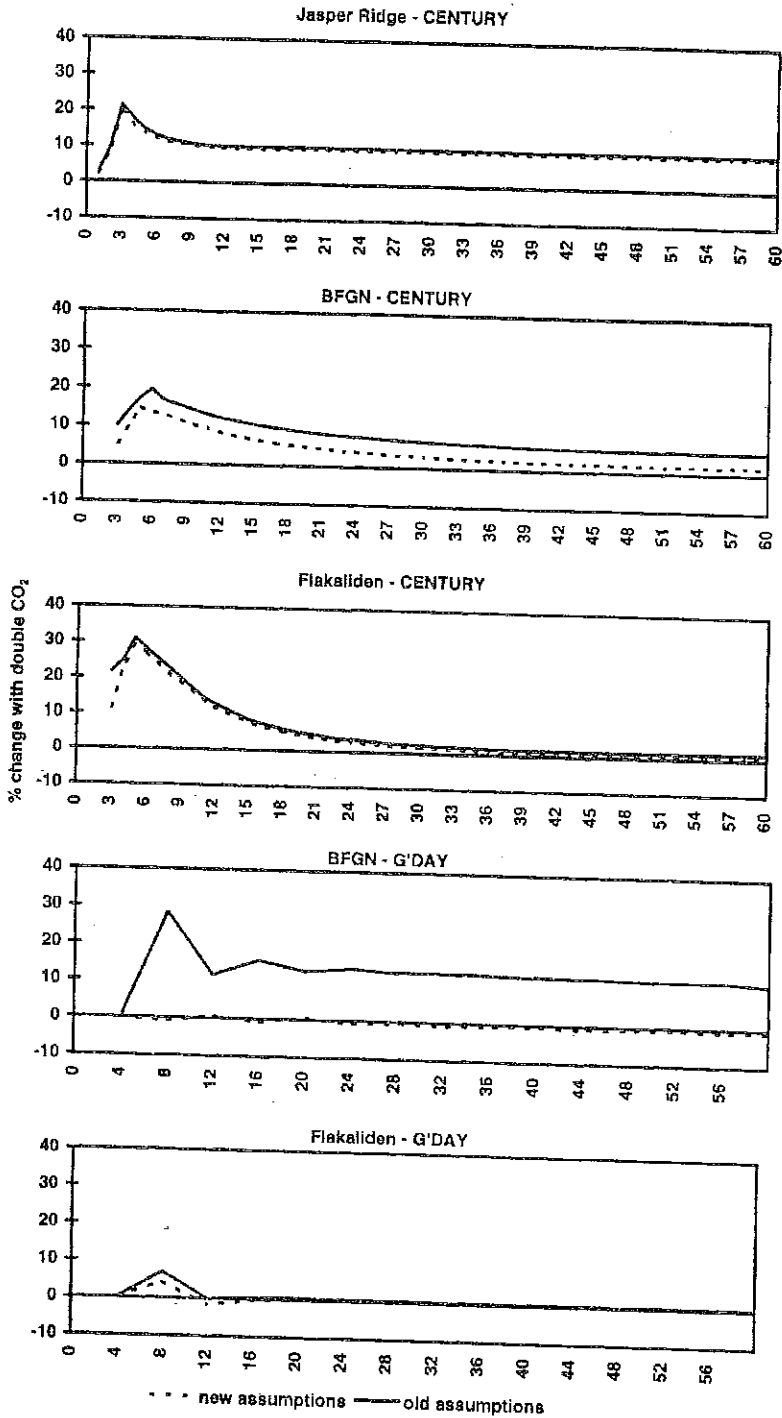 Jasper Ridge - CENTURY
40
30
20
10
0
-10
0 3 6 9 12 15 18 21 24 27 30 33 36 39 42 45 48 51 54 57 60
BFGN - CENTURY
40
30
20
10
0
-10
0 3 6 9 12 15 18 21 24 27 30 33 36 39 42 45 48 51 54 57 60
Flakaliden - CENTURY
% change with double CO₂
40
30
20
10
0
-10
0 3 6 9 12 15 18 21 24 27 30 33 36 39 42 45 48 51 54 57 60
BFGN - G'DAY
40
30
20
10
0
-10
0 4 8 12 16 20 24 28 32 36 40 44 48 52 56
Flakaliden - G'DAY
40
30
20
10
0
-10
0 4 8 12 16 20 24 28 32 36 40 44 48 52 56
new assumptions old assumptions